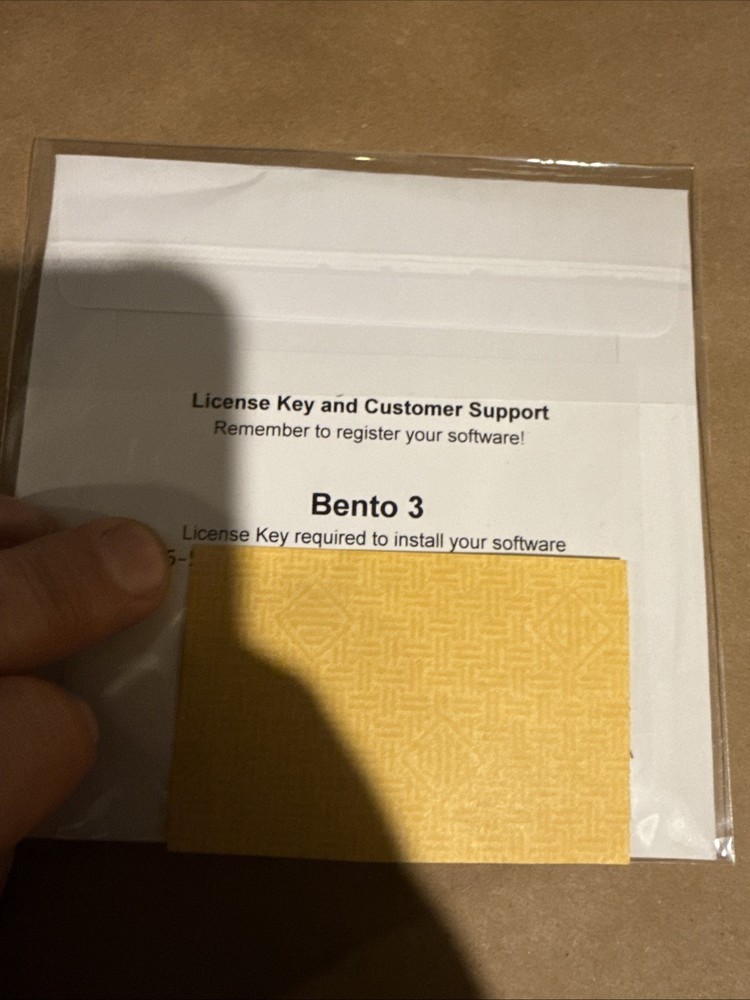 License Key and Customer Support
Remember to register your software!
Bento 3
License Key required to install your software
5-